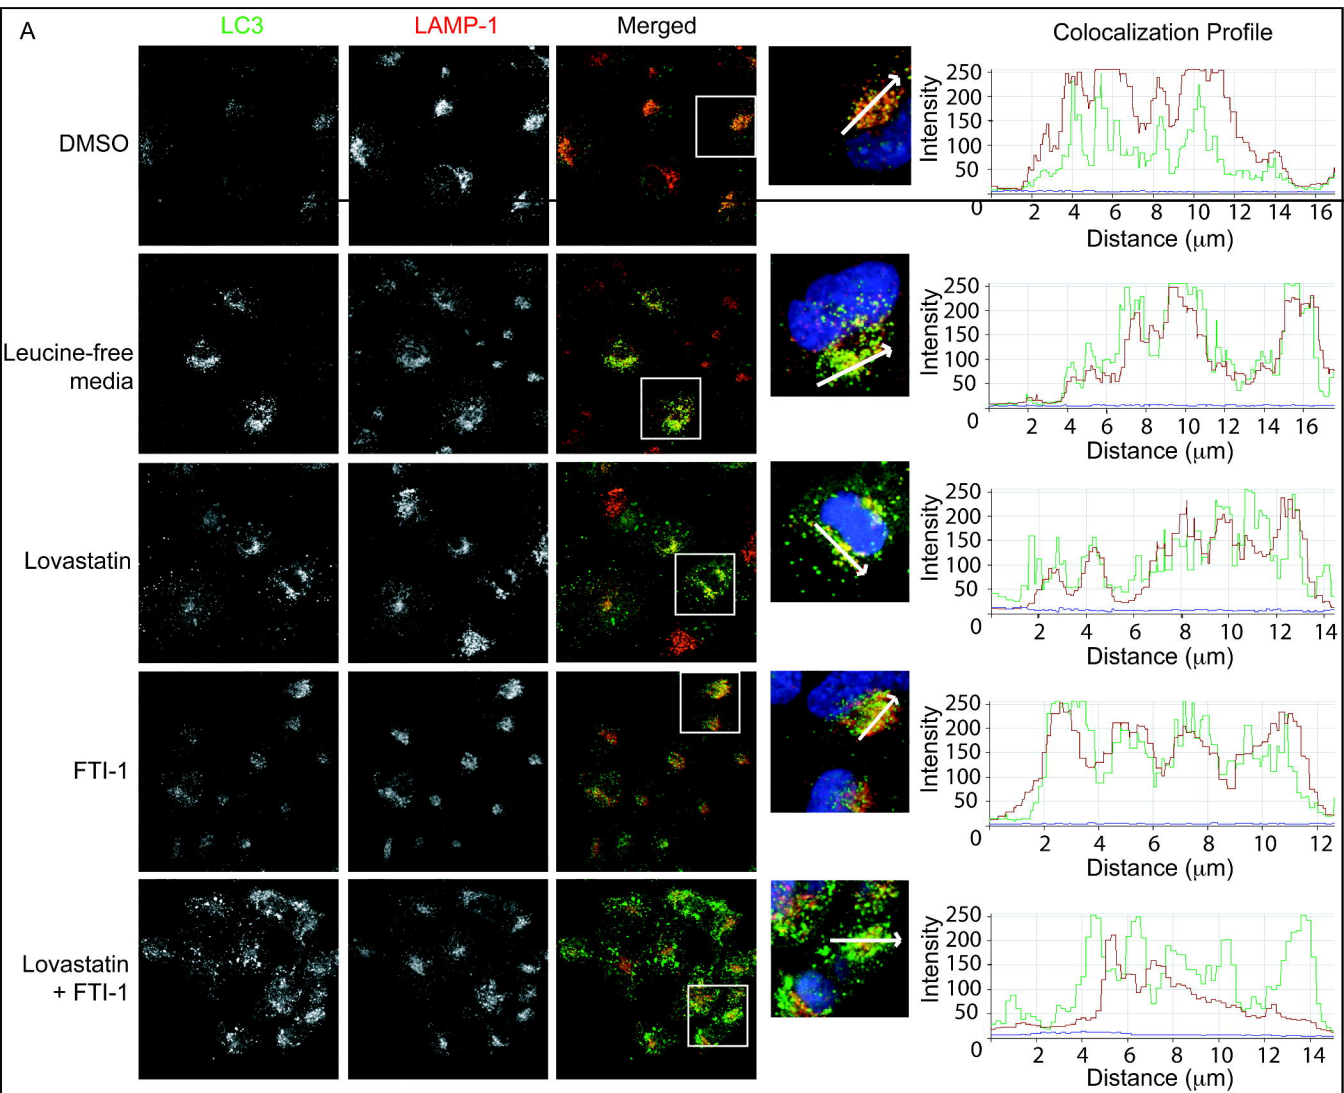 A
LC3
LAMP-1
Merged
Colocalization Profile
DMSO
Intensity
250
200
150
100
50
0
2 4 6 8 10 12 14 16
Distance (μm)
Leucine-free
media
Intensity
250
200
150
100
50
0
2 4 6 8 10 12 14 16
Distance (μm)
Lovastatin
Intensity
250
200
150
100
50
0
2 4 6 8 10 12 14
Distance (μm)
FTI-1
Intensity
250
200
150
100
50
0
2 4 6 8 10 12
Distance (μm)
Lovastatin
+ FTI-1
Intensity
250
200
150
100
50
0
2 4 6 8 10 12 14
Distance (μm)